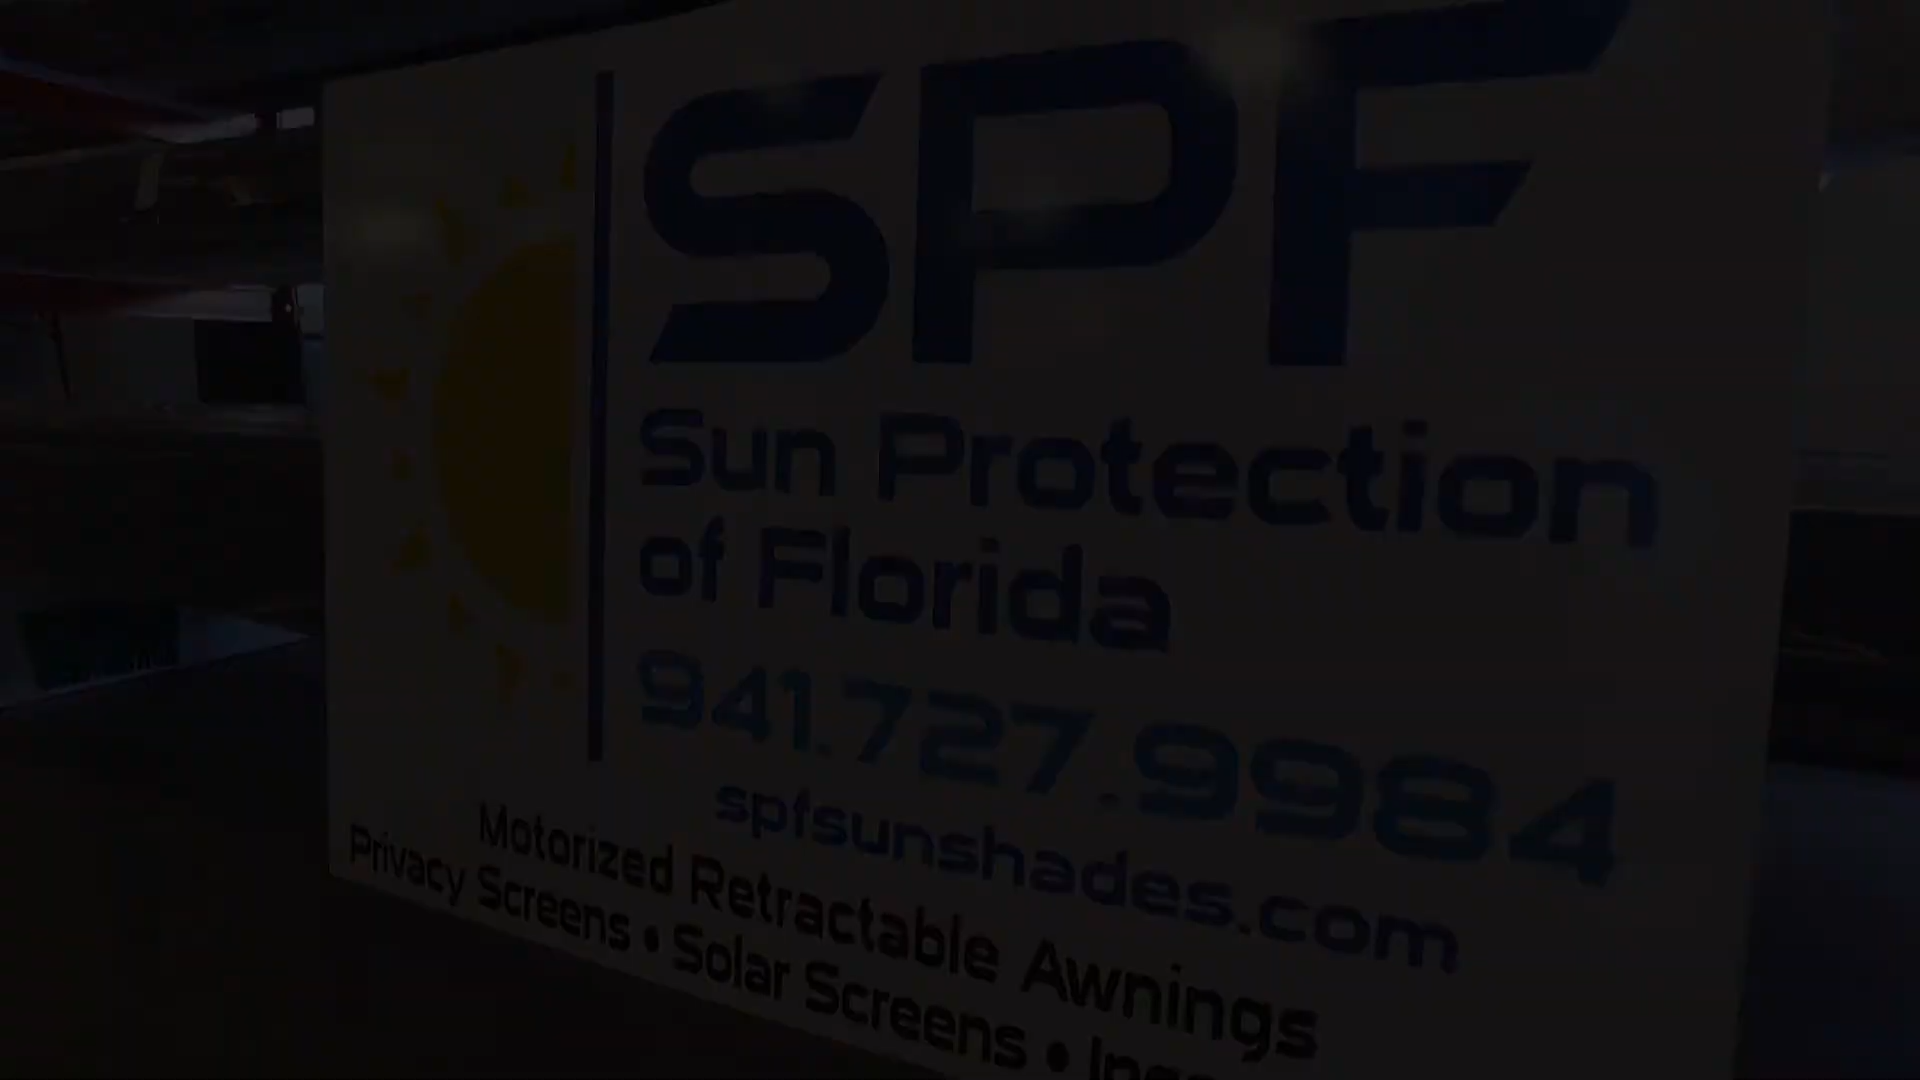 SPF
Sun Protection
of Florida
941.727.9984
spfsunshades.com
Motorized Retractable Awnings
Privacy Screens • Solar Screens •